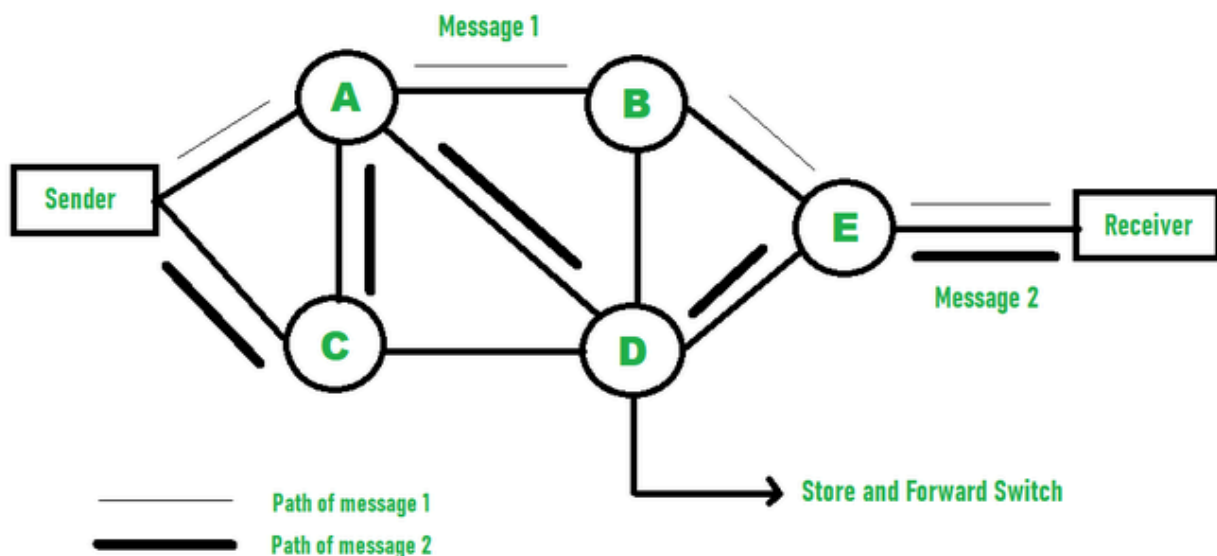 Message 1
A
B
Sender
E
Receiver
Message 2
C
D
Store and Forward Switch
Path of message 1
Path of message 2